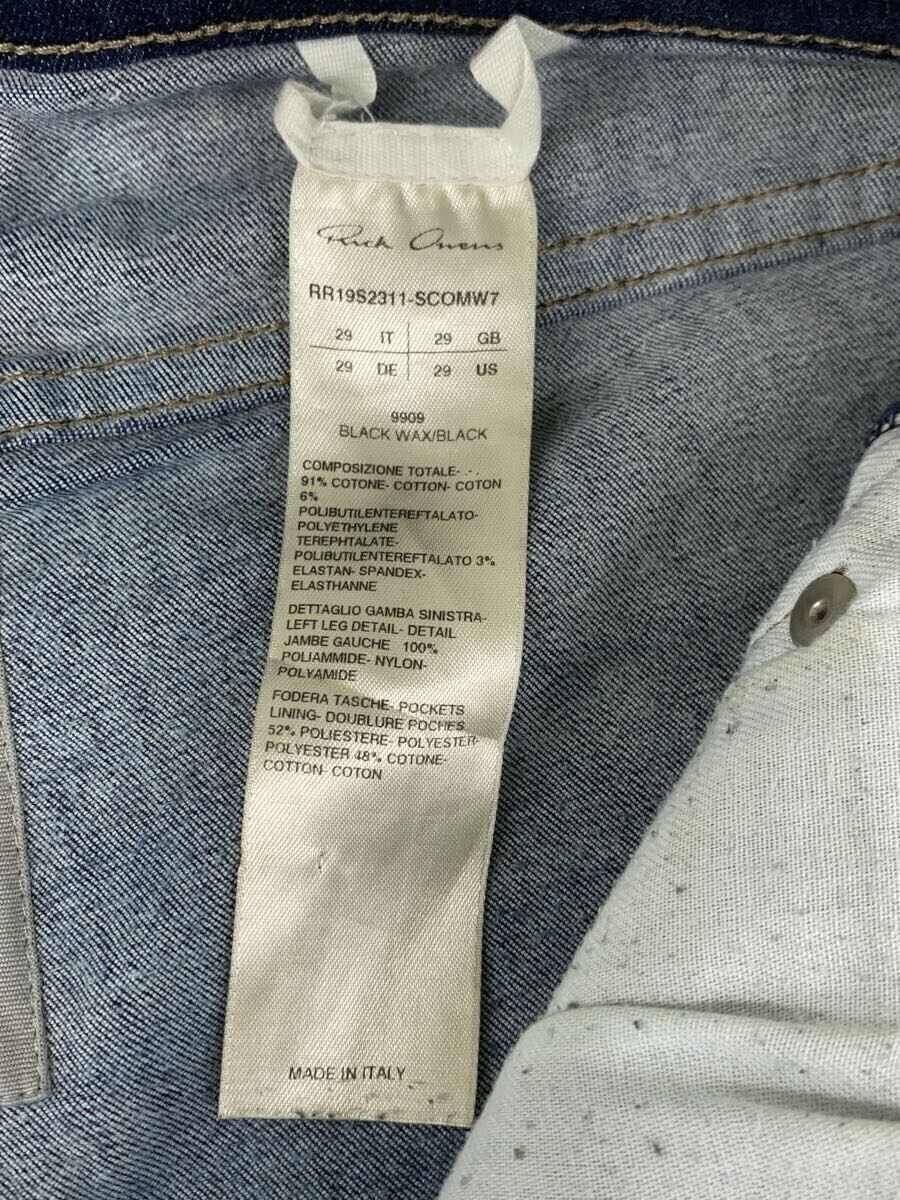 Rick Owens
RR19S2311-SCOMW7
29 IT 29 GB
29 DE 29 US
9909
BLACK WAX/BLACK
COMPOSIZIONE TOTALE- .- .
91% COTONE- COTTON- COTON
6%
POLIBUTILENTEREFTALATO-
POLYETHYLENE
TEREPHTALATE-
POLIBUTILENTEREFTALATO 3%
ELASTAN- SPANDEX-
ELASTHANNE
DETTAGLIO GAMBA SINISTRA-
LEFT LEG DETAIL- DETAIL
JAMBE GAUCHE 100%
POLIAMMIDE- NYLON-
POLYAMIDE
FODERA TASCHE- POCKETS
LINING- DOUBLURE POCHES
52% POLIESTERE- POLYESTER-
POLYESTER 48% COTONE-
COTTON- COTON
MADE IN ITALY